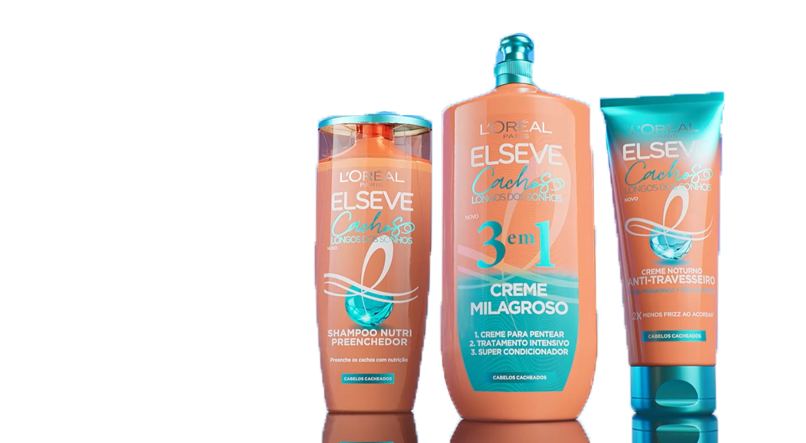 L'ORÉAL
PARIS
ELSEVE
Cachos
LONGOS DOS SONHOS
NOVO
SHAMPOO NUTRI
PREENCHEDOR
Preenche os cachos com nutrição
CABELOS CACHEADOS
L'ORÉAL
PARIS
ELSEVE
Cachos
LONGOS DOS SONHOS
NOVO
3 em 1
CREME
MILAGROSO
1. CREME PARA PENTEAR
2. TRATAMENTO INTENSIVO
3. SUPER CONDICIONADOR
CABELOS CACHEADOS
L'ORÉAL
PARIS
ELSEVE
Cachos
LONGOS DOS SONHOS
NOVO
CREME NOTURNO
ANTI-TRAVESSEIRO
2X MENOS FRIZZ AO ACORDAR
CABELOS CACHEADOS